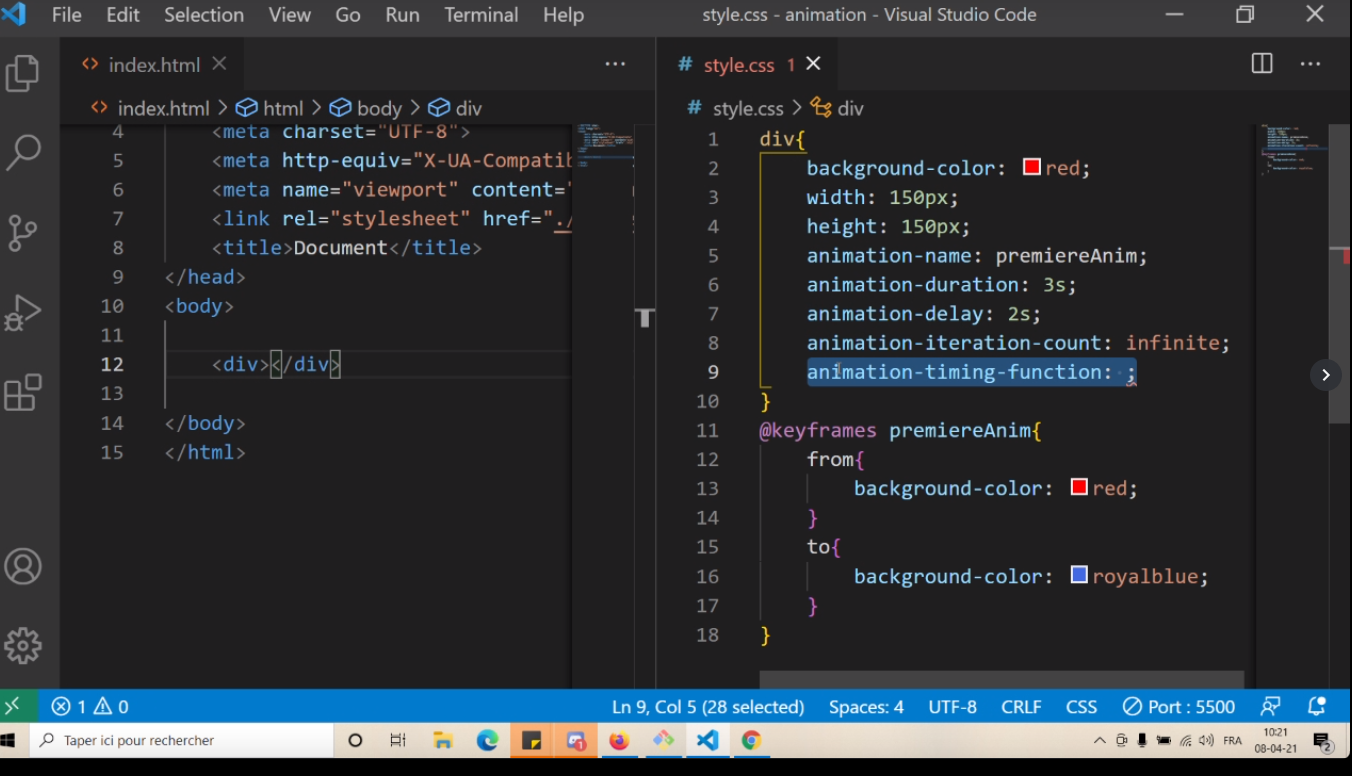 File Edit Selection View Go Run Terminal Help style.css - animation - Visual Studio Code
index.html
index.html > html > body > div
4 <meta charset="UTF-8">
5 <meta http-equiv="X-UA-Compatib
6 <meta name="viewport" content="
7 <link rel="stylesheet" href="./
8 <title>Document</title>
9 </head>
10 <body>
11
12 <div></div>
13
14 </body>
15 </html>
# style.css 1
# style.css > div
1 div{
2 background-color: red;
3 width: 150px;
4 height: 150px;
5 animation-name: premiereAnim;
6 animation-duration: 3s;
7 animation-delay: 2s;
8 animation-iteration-count: infinite;
9 animation-timing-function: ;
10 }
11 @keyframes premiereAnim{
12 from{
13 background-color: red;
14 }
15 to{
16 background-color: royalblue;
17 }
18 }
1 0 Ln 9, Col 5 (28 selected) Spaces: 4 UTF-8 CRLF CSS Port : 5500
Taper ici pour rechercher
FRA
10:21
08-04-21
2